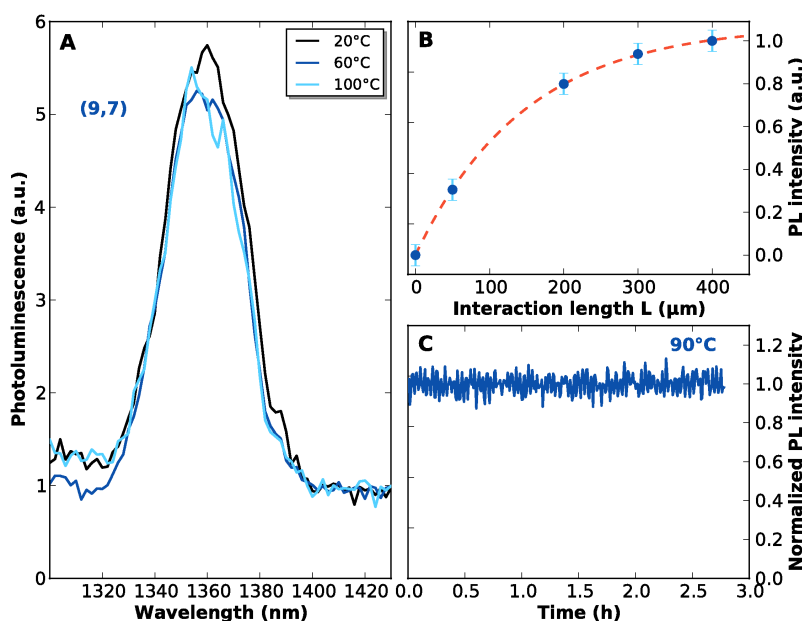 A
(9,7)
20°C
60°C
100°C
Photoluminescence (a.u.)
6
5
4
3
2
1
0
1320 1340 1360 1380 1400 1420
Wavelength (nm)
B
PL intensity (a.u.)
1.0
0.8
0.6
0.4
0.2
0.0
0 100 200 300 400
Interaction length L (µm)
C
90°C
Normalized PL intensity
1.2
1.0
0.8
0.6
0.4
0.2
0.0
0.0 0.5 1.0 1.5 2.0 2.5 3.0
Time (h)